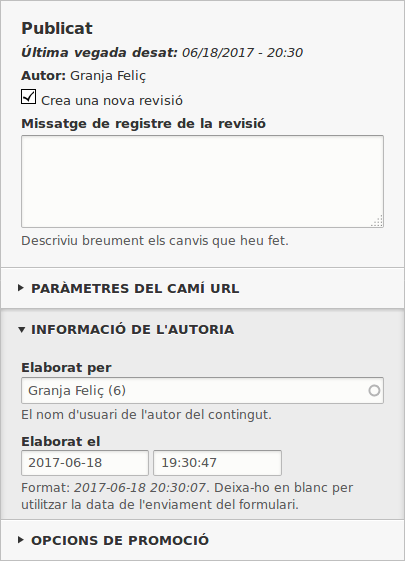 Publicat
Última vegada desat: 06/18/2017 - 20:30
Autor: Granja Feliç
Crea una nova revisió
Missatge de registre de la revisió
Descriviu breument els canvis que heu fet.
PARÀMETRES DEL CAMÍ URL
INFORMACIÓ DE L'AUTORIA
Elaborat per
Granja Feliç (6)
El nom d'usuari de l'autor del contingut.
Elaborat el
2017-06-18 19:30:47
Format: 2017-06-18 20:30:07. Deixa-ho en blanc per
utilitzar la data de l'enviament del formulari.
OPCIONS DE PROMOCIÓ